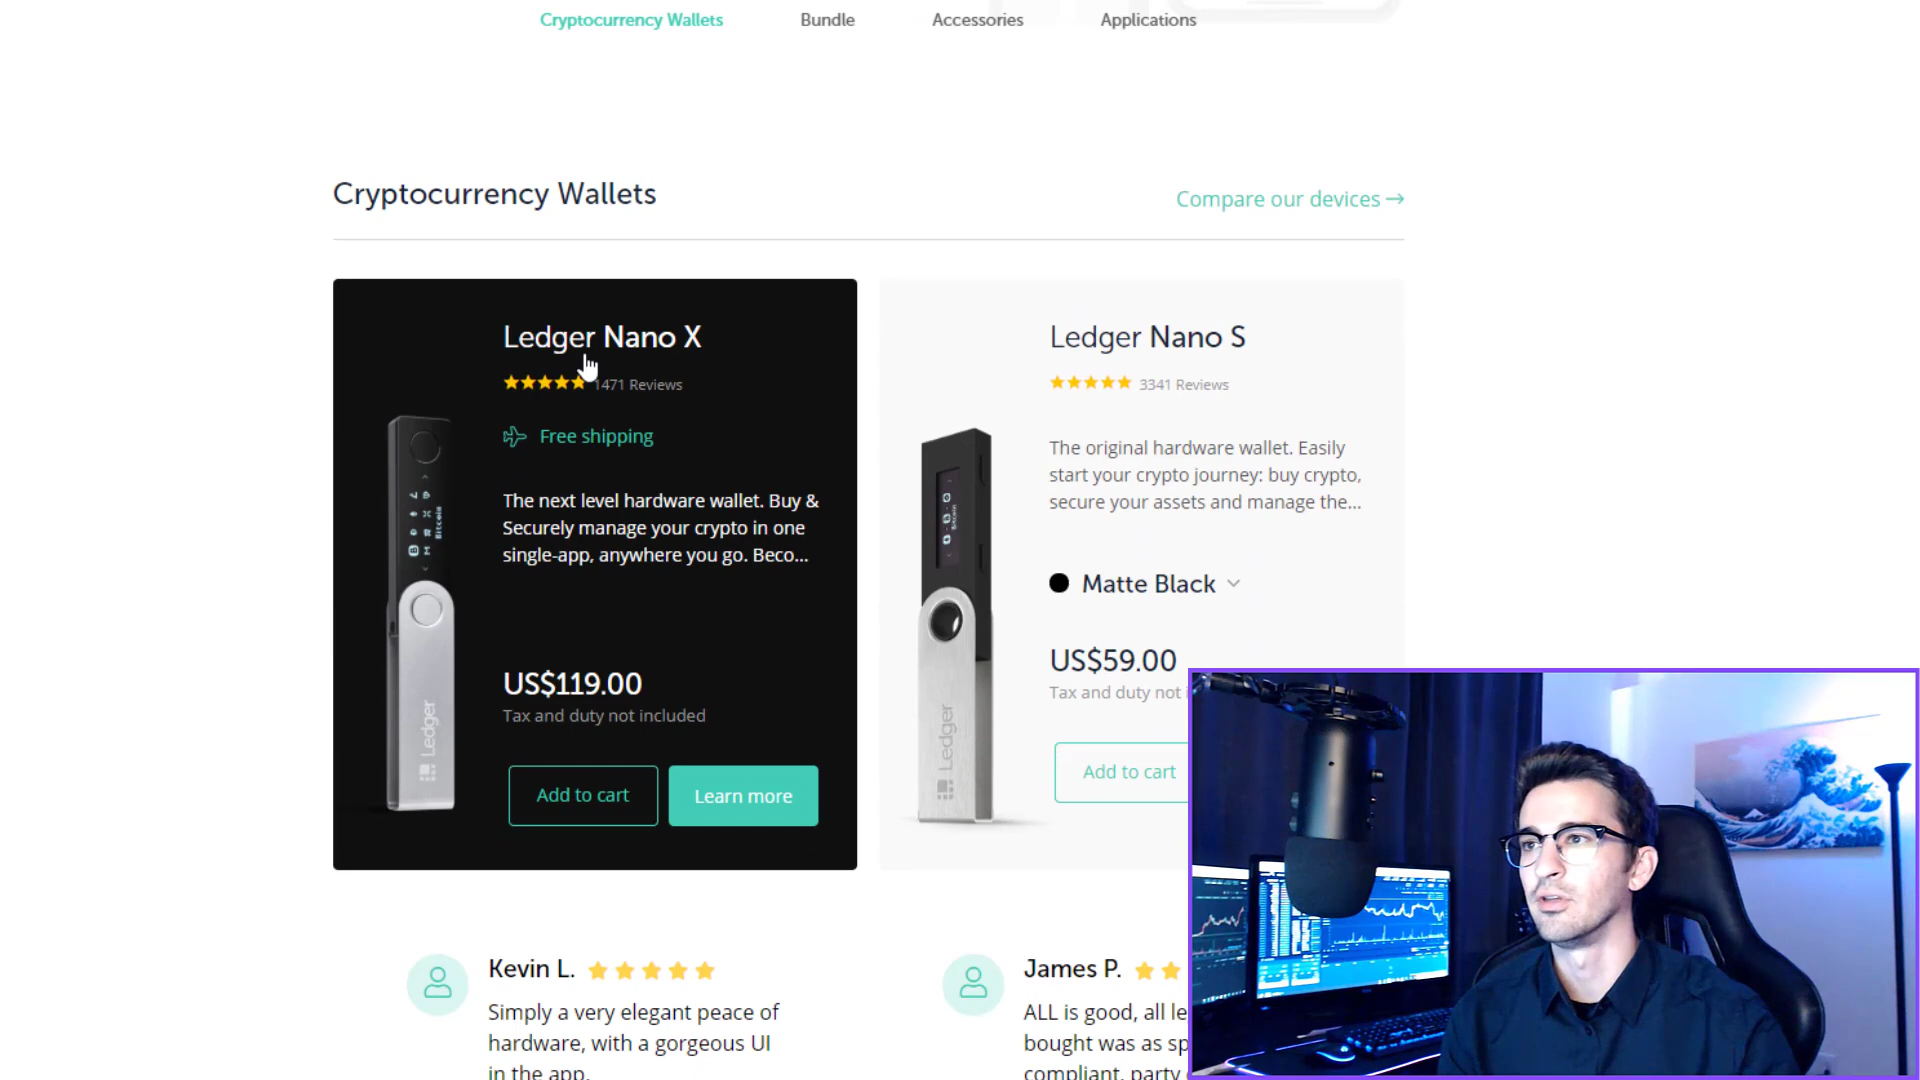 Cryptocurrency Wallets Bundle Accessories Applications
Cryptocurrency Wallets
Compare our devices →
Ledger Nano X
1471 Reviews
Free shipping
The next level hardware wallet. Buy &
Securely manage your crypto in one
single-app, anywhere you go. Beco...
US$119.00
Tax and duty not included
Add to cart
Learn more
Bitcoin
Ledger
Ledger Nano S
3341 Reviews
The original hardware wallet. Easily
start your crypto journey: buy crypto,
secure your assets and manage the...
Matte Black
US$59.00
Tax and duty not
Add to cart
Bitcoin
Ledger
Kevin L.
Simply a very elegant peace of
hardware, with a gorgeous UI
in the app.
James P.
ALL is good, all
bought was as
compliant, party